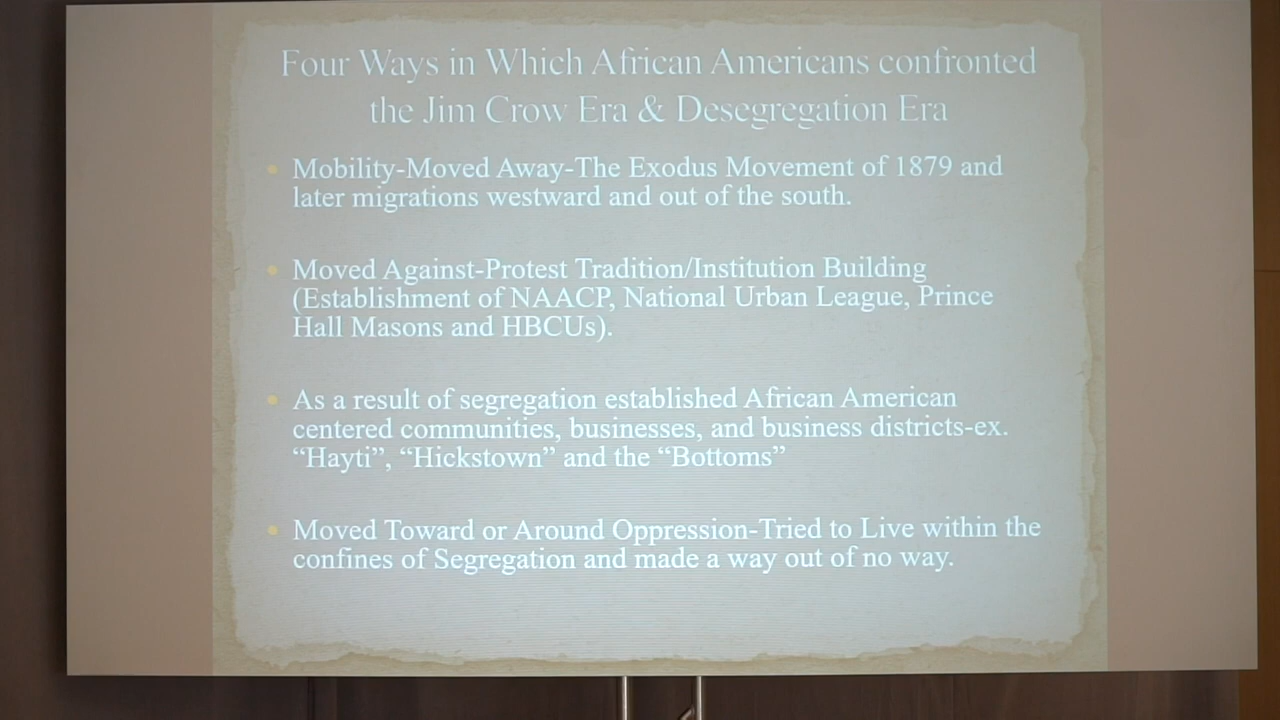 Four Ways in Which African Americans confronted
the Jim Crow Era & Desegregation Era
• Mobility-Moved Away-The Exodus Movement of 1879 and
later migrations westward and out of the south.
• Moved Against-Protest Tradition/Institution Building
(Establishment of NAACP, National Urban League, Prince
Hall Masons and HBCUs).
• As a result of segregation established African American
centered communities, businesses, and business districts-ex.
“Hayti”, “Hickstown” and the “Bottoms”
• Moved Toward or Around Oppression-Tried to Live within the
confines of Segregation and made a way out of no way.